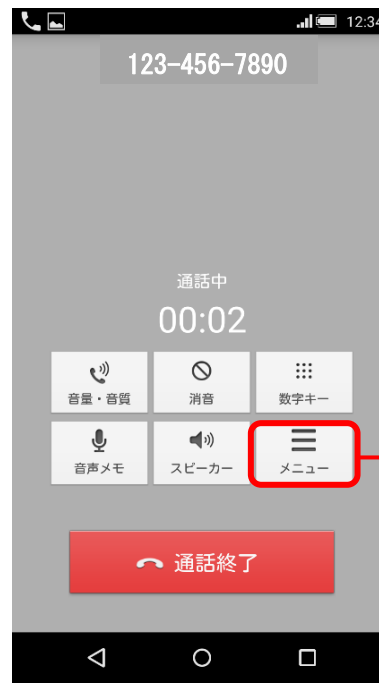 12:34
123-456-7890
通話中
00:02
音量・音質 消音 数字キー
音声メモ スピーカー メニュー
通話終了